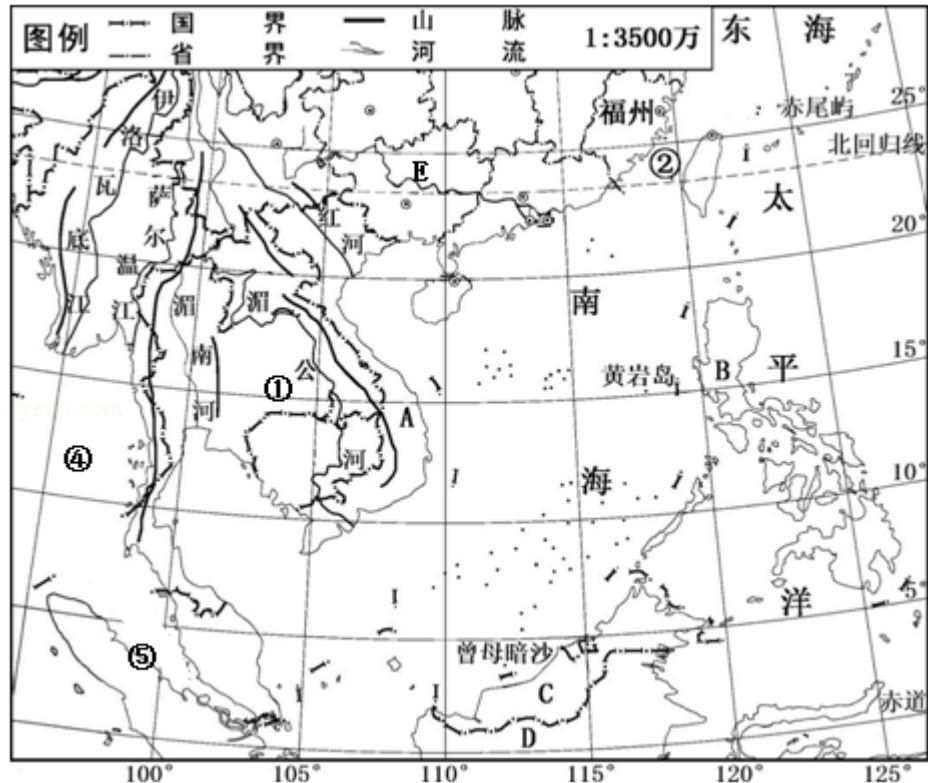 图例 国界 山脉 1:3500万
省界 河流
东海
25°
福州
赤尾屿
伊
洛
瓦
底
江
北回归线
E
②
太
萨
尔
温
江
红
河
20°
湄
南
河
湄
公
河
南
15°
①
黄岩岛
B
平
yego.com
A
④
海
10°
洋
5°
⑤
曾母暗沙
C
赤道
D
100° 105° 110° 115° 120° 125°